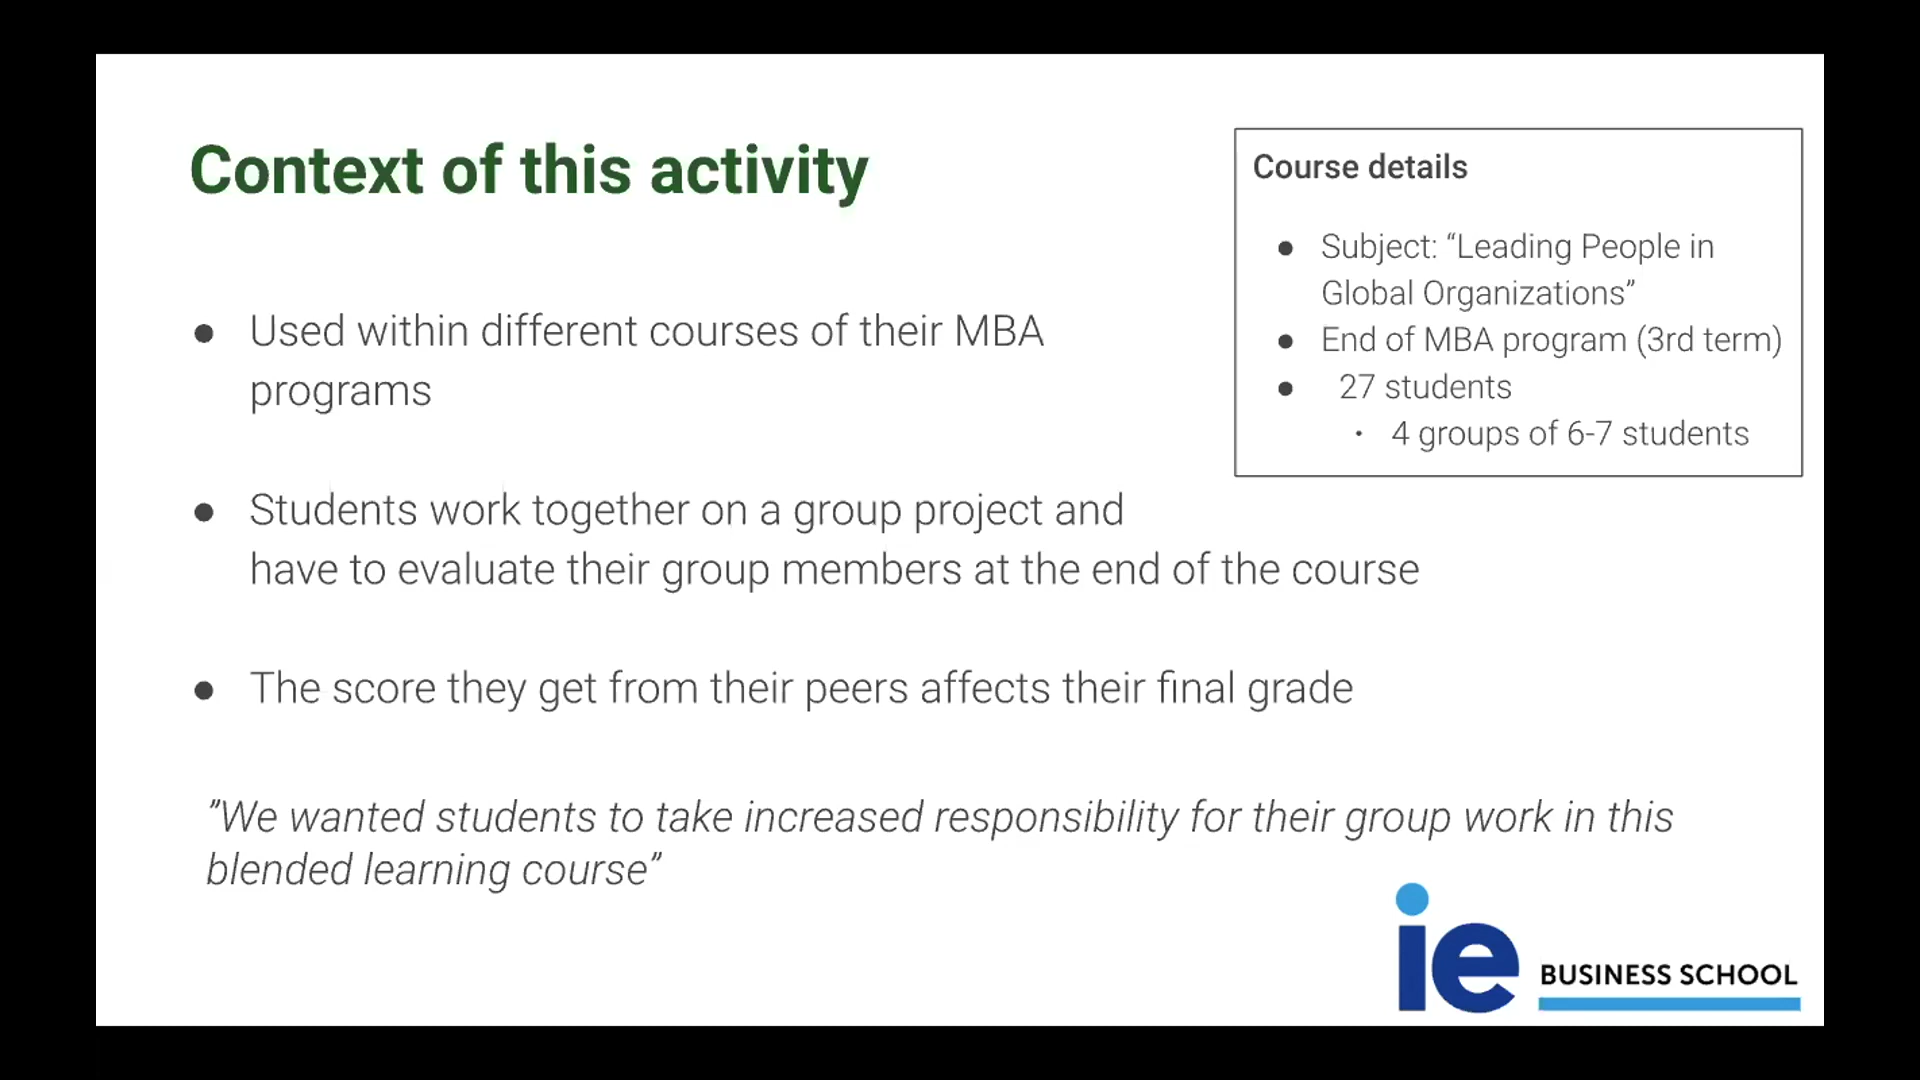 Context of this activity
● Used within different courses of their MBA
programs
● Students work together on a group project and
have to evaluate their group members at the end of the course
● The score they get from their peers affects their final grade
”We wanted students to take increased responsibility for their group work in this
blended learning course”
Course details
● Subject: “Leading People in
Global Organizations”
● End of MBA program (3rd term)
● 27 students
• 4 groups of 6-7 students
ie BUSINESS SCHOOL